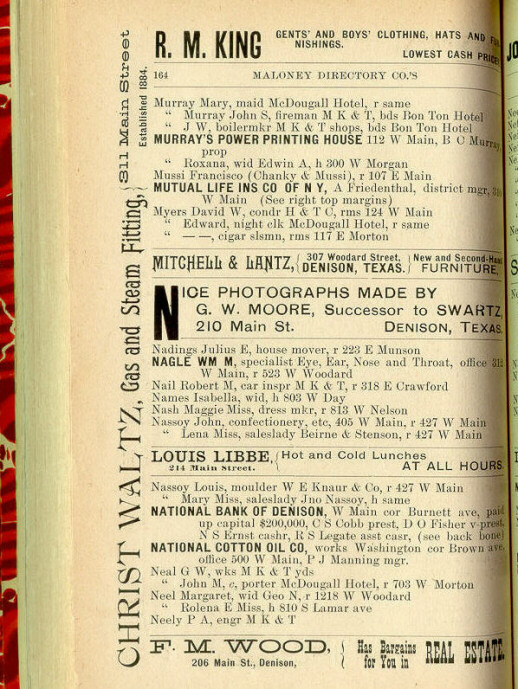 R. M. KING
GENTS' AND BOYS' CLOTHING, HATS AND
NISHINGS.
LOWEST CASH
164 MALONEY DIRECTORY CO.'S
Murray Mary, maid McDougall Hotel, r same
" Murray John S, fireman M K & T, bds Bon Ton Hotel
" J W, boilermkr M K & T shops, bds Bon Ton Hotel
MURRAY'S POWER PRINTING HOUSE 112 W Main, B C Murray
prop
" Roxana, wid Edwin A, h 300 W Morgan
Mussi Francisco (Chanky & Mussi), r 107 E Main
MUTUAL LIFE INS CO OF N Y, A Friedenthal, district mgr,
W Main (See right top margins)
Myers David W, condr H & T C, rms 124 W Main
" Edward, night clk McDougall Hotel, r same
" — —, cigar slsmn, rms 117 E Morton
MITCHELL & LANTZ, 307 Woodard Street, DENISON, TEXAS. New and Second-Hand FURNITURE.
NICE PHOTOGRAPHS MADE BY
G. W. MOORE, Successor to SWARTZ,
210 Main St. DENISON, TEXAS.
Nadings Julius E, house mover, r 223 E Munson
NAGLE WM M, specialist Eye, Ear, Nose and Throat, office 312
W Main, r 523 W Woodard
Nail Robert M, car inspr M K & T, r 318 E Crawford
Names Isabella, wid, h 803 W Day
Nash Maggie Miss, dress mkr, r 813 W Nelson
Nassoy John, confectionery, etc, 405 W Main, r 427 W Main
" Lena Miss, saleslady Beirne & Stenson, r 427 W Main
LOUIS LIBBE, Hot and Cold Lunches
214 Main Street. AT ALL HOURS.
Nassoy Louis, moulder W E Knaur & Co, r 427 W Main
" Mary Miss, saleslady Jno Nassoy, h same
NATIONAL BANK OF DENISON, W Main cor Burnett ave, paid
up capital $200,000, C S Cobb prest, D O Fisher v-prest,
N S Ernst cashr, R S Legate asst casr, (see back bone)
NATIONAL COTTON OIL CO, works Washington cor Brown ave,
office 500 W Main, P J Manning mgr.
Neal G W, wks M K & T yds
" John M, c, porter McDougall Hotel, r 703 W Morton
Neel Margaret, wid Geo N, r 1218 W Woodard
" Rolena E Miss, h 810 S Lamar ave
Neely P A, engr M K & T
F. M. WOOD,
206 Main St., Denison,
Has Bargains
for You in
REAL ESTATE.
CHRIST WALTZ, Gas and Steam Fitting, 311 Main Street
Established 1884.